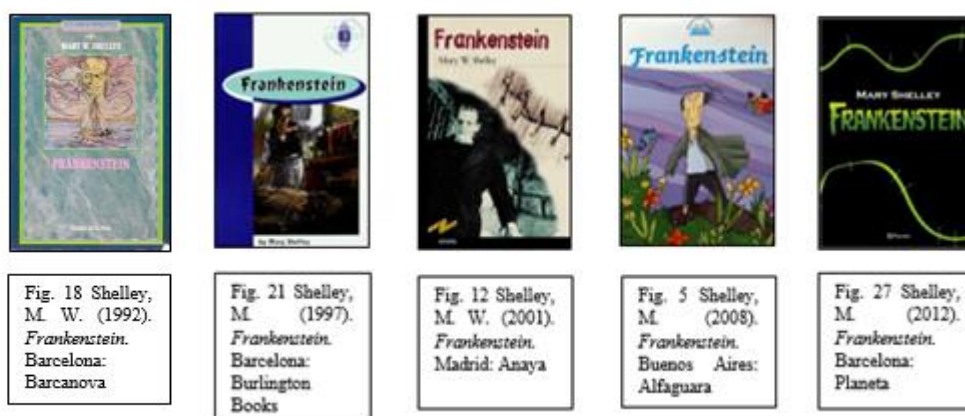 MARY W. SHELLEY
FRANKENSTEIN
Frankenstein
by Mary Shelley
Frankenstein
Mary W. Shelley
Frankenstein
MARY SHELLEY
FRANKENSTEIN
Planeta
Fig. 18 Shelley,
M. W. (1992).
Frankenstein.
Barcelona:
Barcanova
Fig. 21 Shelley,
M. (1997).
Frankenstein.
Barcelona:
Burlington
Books
Fig. 12 Shelley,
M. W. (2001).
Frankenstein.
Madrid: Anaya
Fig. 5 Shelley,
M. (2008).
Frankenstein.
Buenos Aires:
Alfaguara
Fig. 27 Shelley,
M. (2012).
Frankenstein.
Barcelona:
Planeta